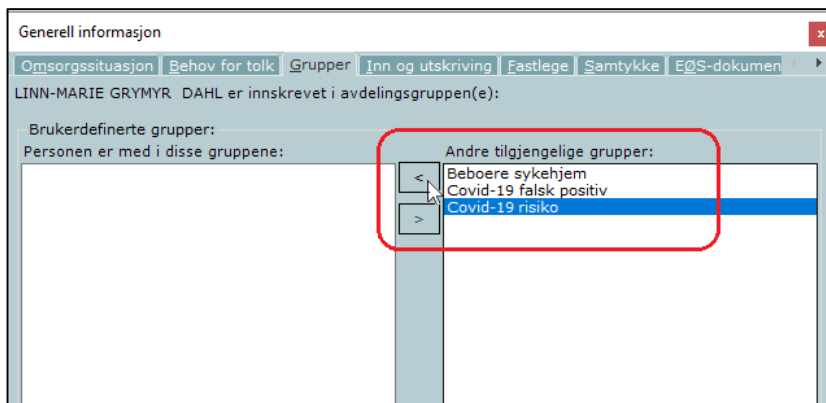 Generell informasjon
x
Omsorgssituasjon Behov for tolk Grupper Inn og utskriving Fastlege Samtykke EØS-dokumen
LINN-MARIE GRYMYR DAHL er innskrevet i avdelingsgruppen(e):
Brukerdefinerte grupper:
Personen er med i disse gruppene:
Andre tilgjengelige grupper:
<
>
Beboere sykehjem
Covid-19 falsk positiv
Covid-19 risiko